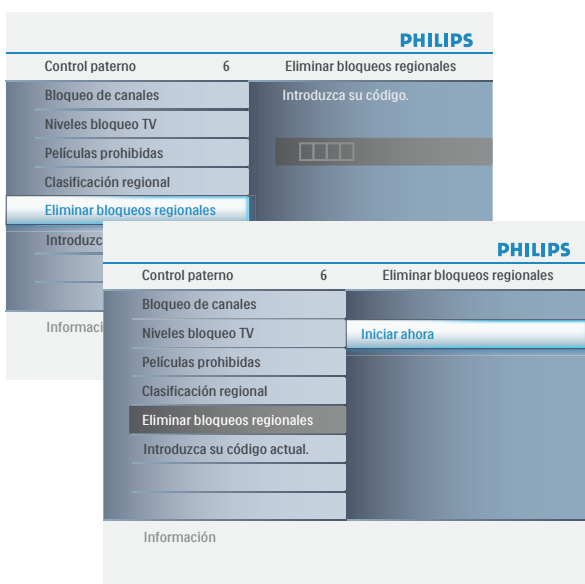 PHILIPS
Control paterno 6 Eliminar bloqueos regionales
Bloqueo de canales Introduzca su código.
Niveles bloqueo TV
Películas prohibidas
Clasificación regional
Eliminar bloqueos regionales
Introduzc
Informaci
PHILIPS
Control paterno 6 Eliminar bloqueos regionales
Bloqueo de canales
Niveles bloqueo TV Iniciar ahora
Películas prohibidas
Clasificación regional
Eliminar bloqueos regionales
Introduzca su código actual.
Información